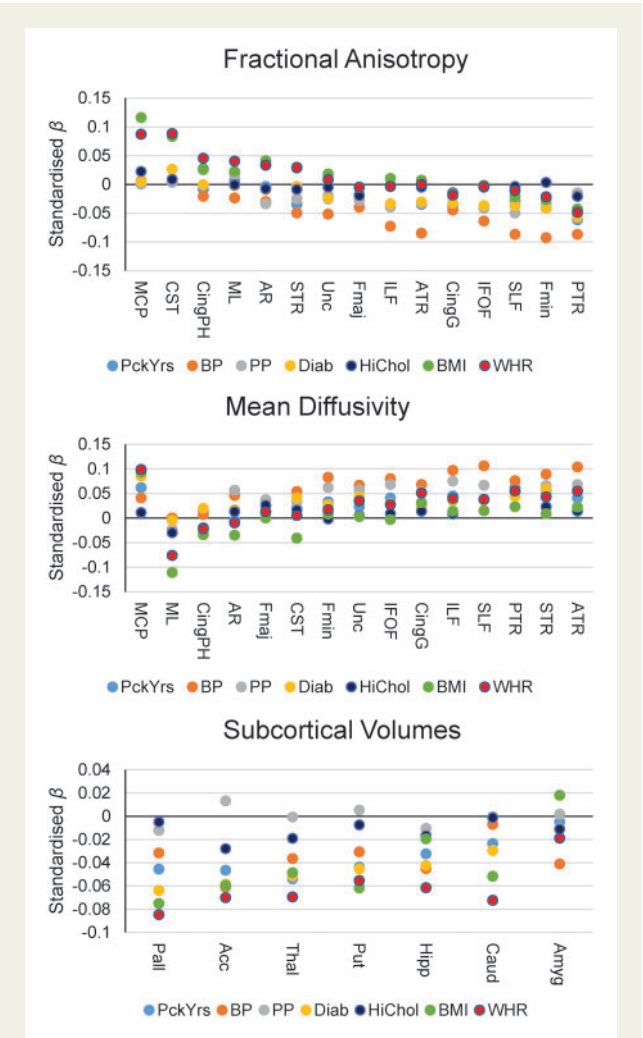 Fractional Anisotropy
Standardised β
0.15
0.1
0.05
0
-0.05
-0.1
-0.15
MCP
CST
CingPH
ML
AR
STR
Unc
Fmaj
ILF
ATR
CingG
IFOF
SLF
Fmin
PTR
PckYrs BP PP Diab HiChol BMI WHR
Mean Diffusivity
Standardised β
0.15
0.1
0.05
0
-0.05
-0.1
-0.15
MCP
ML
CingPH
AR
Fmaj
CST
Fmin
Unc
IFOF
CingG
ILF
SLF
PTR
STR
ATR
PckYrs BP PP Diab HiChol BMI WHR
Subcortical Volumes
Standardised β
0.04
0.02
0
-0.02
-0.04
-0.06
-0.08
-0.1
Pall
Acc
Thal
Put
Hipp
Caud
Amyg
PckYrs BP PP Diab HiChol BMI WHR